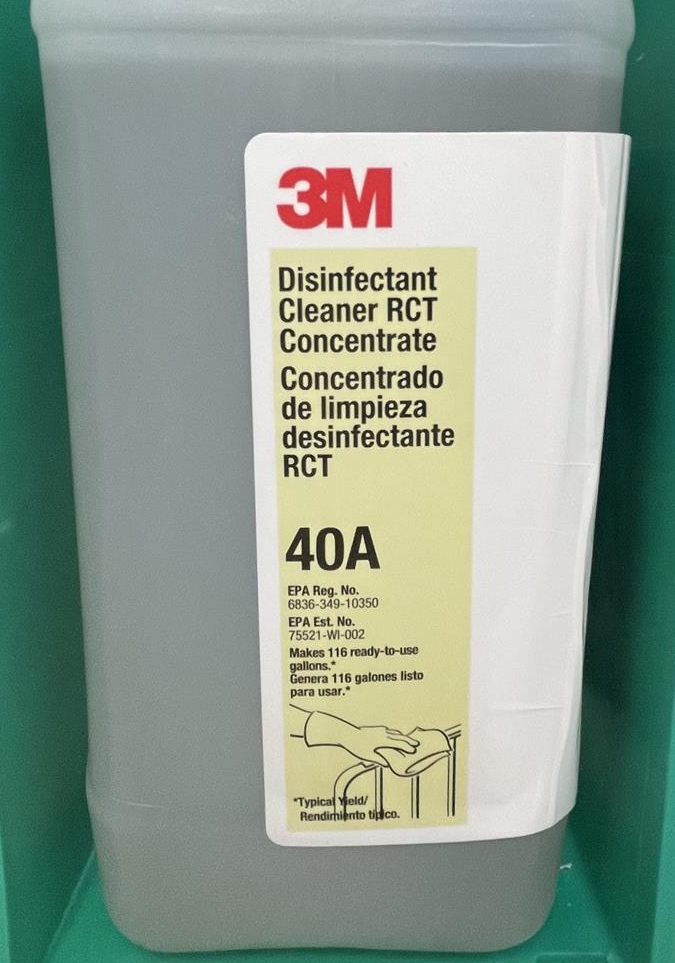 3M
Disinfectant
Cleaner RCT
Concentrate
Concentrado
de limpieza
desinfectante
RCT
40A
EPA Reg. No.
6836-349-10350
EPA Est. No.
75521-WI-002
Makes 116 ready-to-use
gallons.*
Genera 116 galones listo
para usar.*
*Typical Yield/
Rendimiento típico.